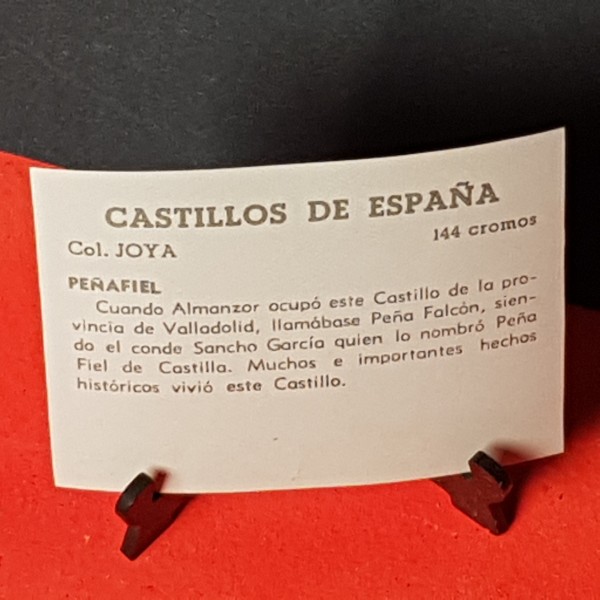 CASTILLOS DE ESPAÑA
Col. JOYA
144 cromos
PEÑAFIEL
Cuando Almanzor ocupó este Castillo de la pro-
vincia de Valladolid, llamábase Peña Falcón, sien-
do el conde Sancho García quien lo nombró Peña
Fiel de Castilla. Muchos e importantes hechos
históricos vivió este Castillo.